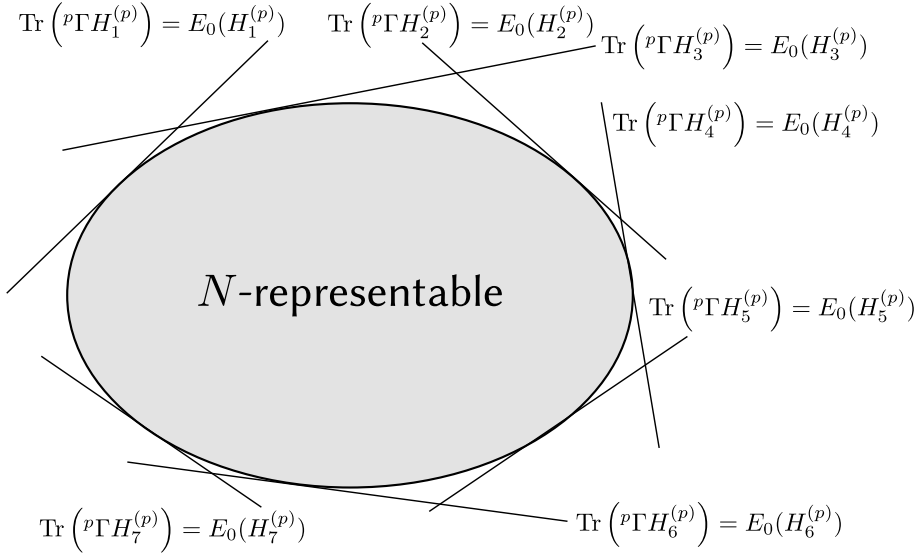 Tr (ᵖΓH₁⁽ᵖ⁾) = E₀(H₁⁽ᵖ⁾)
Tr (ᵖΓH₂⁽ᵖ⁾) = E₀(H₂⁽ᵖ⁾)
Tr (ᵖΓH₃⁽ᵖ⁾) = E₀(H₃⁽ᵖ⁾)
Tr (ᵖΓH₄⁽ᵖ⁾) = E₀(H₄⁽ᵖ⁾)
N-representable
Tr (ᵖΓH₅⁽ᵖ⁾) = E₀(H₅⁽ᵖ⁾)
Tr (ᵖΓH₇⁽ᵖ⁾) = E₀(H₇⁽ᵖ⁾)
Tr (ᵖΓH₆⁽ᵖ⁾) = E₀(H₆⁽ᵖ⁾)